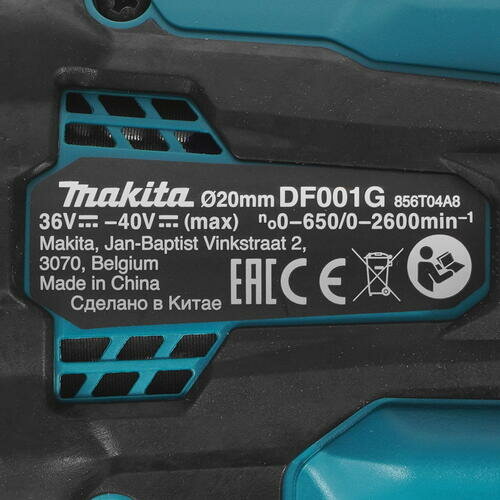 makita Ø20mm DF001G 856T04A8
36V⎓ –40V⎓ (max) n₀0–650/0–2600min⁻¹
Makita, Jan-Baptist Vinkstraat 2,
3070, Belgium
Made in China
Сделано в Китае
EAC CE